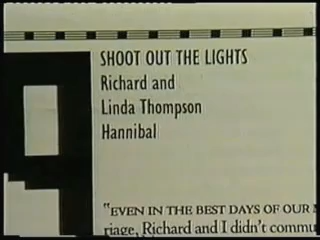 SHOOT OUT THE LIGHTS
Richard and
Linda Thompson
Hannibal
"EVEN IN THE BEST DAYS OF OUR
riage, Richard and I didn't commu